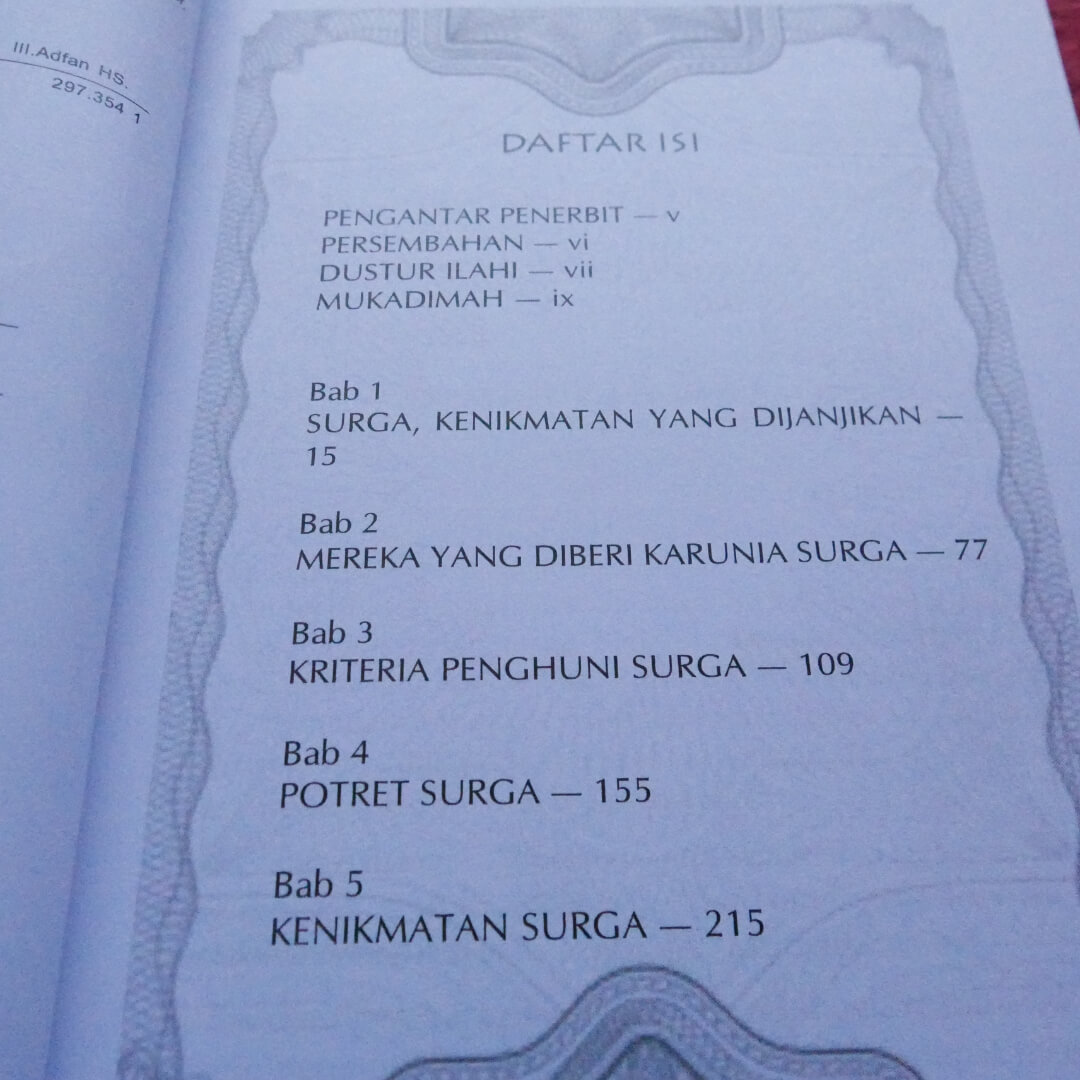 III.Adfan HS.
297.354 1
DAFTAR ISI
PENGANTAR PENERBIT — v
PERSEMBAHAN — vi
DUSTUR ILAHI — vii
MUKADIMAH — ix
Bab 1
SURGA, KENIKMATAN YANG DIJANJIKAN —
15
Bab 2
MEREKA YANG DIBERI KARUNIA SURGA — 77
Bab 3
KRITERIA PENGHUNI SURGA — 109
Bab 4
POTRET SURGA — 155
Bab 5
KENIKMATAN SURGA — 215